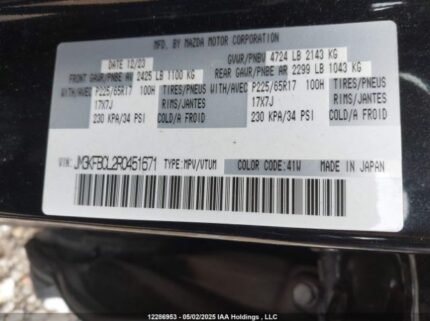 MFD. BY MAZDA MOTOR CORPORATION
DATE 12/23 GVWR/PNBV 4724 LB 2143 KG
FRONT GAWR/PNBE AV 2425 LB 1100 KG REAR GAWR/PNBE AR 2299 LB 1043 KG
WITH/AVEC P225/65R17 100H TIRES/PNEUS WITH/AVEC P225/65R17 100H TIRES/PNEUS
17X7J RIMS/JANTES 17X7J RIMS/JANTES
230 KPA/34 PSI COLD/A FROID 230 KPA/34 PSI COLD/A FROID
VIN: JM3KFBCL2R0451671 TYPE MPV/VTUM COLOR CODE:41W MADE IN JAPAN
12286953 - 05/02/2025 IAA Holdings, LLC